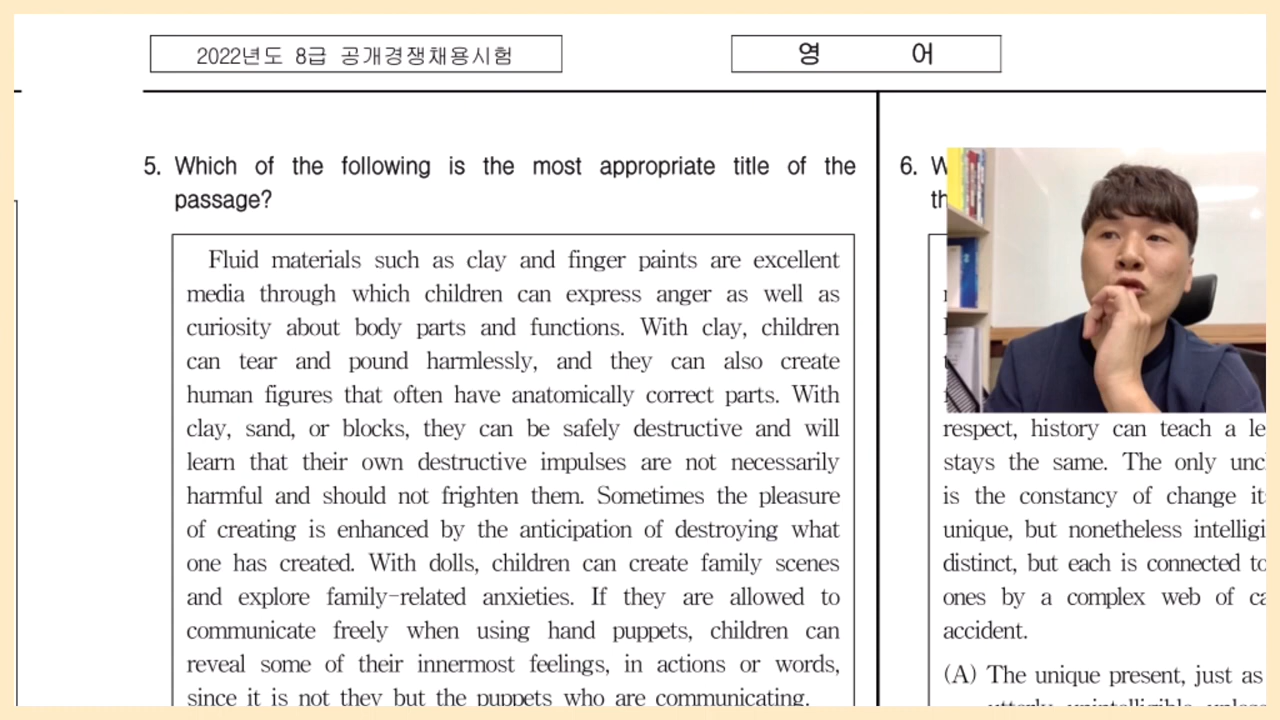 2022년도 8급 공개경쟁채용시험
영 어
5. Which of the following is the most appropriate title of the
passage?
Fluid materials such as clay and finger paints are excellent
media through which children can express anger as well as
curiosity about body parts and functions. With clay, children
can tear and pound harmlessly, and they can also create
human figures that often have anatomically correct parts. With
clay, sand, or blocks, they can be safely destructive and will
learn that their own destructive impulses are not necessarily
harmful and should not frighten them. Sometimes the pleasure
of creating is enhanced by the anticipation of destroying what
one has created. With dolls, children can create family scenes
and explore family-related anxieties. If they are allowed to
communicate freely when using hand puppets, children can
reveal some of their innermost feelings, in actions or words,
since it is not they but the puppets who are communicating.
6.
respect, history can teach a
stays the same. The only
is the constancy of change
unique, but nonetheless
distinct, but each is connected
ones by a complex web of
accident.
(A) The unique present, just as